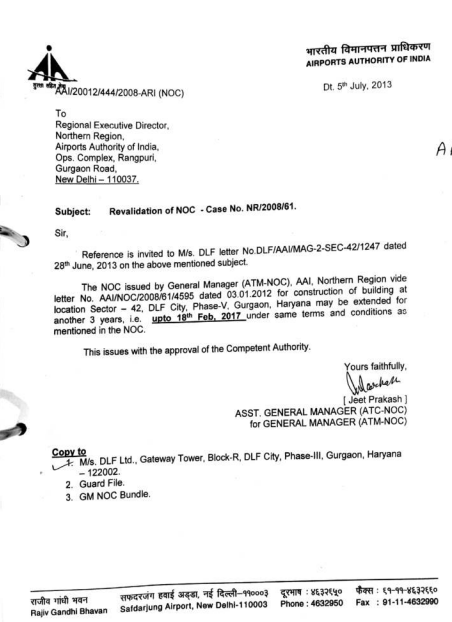 भारतीय विमानपत्तन प्राधिकरण
AIRPORTS AUTHORITY OF INDIA
AAI/20012/444/2008-ARI (NOC)
Dt. 5th July, 2013
To
Regional Executive Director,
Northern Region,
Airports Authority of India,
Ops. Complex, Rangpuri,
Gurgaon Road,
New Delhi – 110037.
Subject: Revalidation of NOC - Case No. NR/2008/61.
Sir,
Reference is invited to M/s. DLF letter No.DLF/AAI/MAG-2-SEC-42/1247 dated
28th June, 2013 on the above mentioned subject.
The NOC issued by General Manager (ATM-NOC), AAI, Northern Region vide
letter No. AAI/NOC/2008/61/4595 dated 03.01.2012 for construction of building at
location Sector – 42, DLF City, Phase-V, Gurgaon, Haryana may be extended for
another 3 years, i.e. upto 18th Feb, 2017 under same terms and conditions as
mentioned in the NOC.
This issues with the approval of the Competent Authority.
Yours faithfully,
[ Jeet Prakash ]
ASST. GENERAL MANAGER (ATC-NOC)
for GENERAL MANAGER (ATM-NOC)
Copy to
1. M/s. DLF Ltd., Gateway Tower, Block-R, DLF City, Phase-III, Gurgaon, Haryana
– 122002.
2. Guard File.
3. GM NOC Bundle.
राजीव गांधी भवन सफदरजंग हवाई अड्डा, नई दिल्ली–११०००३ दूरभाष : ४६३२९५० फैक्स : ९१-११-४६३२९९०
Rajiv Gandhi Bhavan Safdarjung Airport, New Delhi-110003 Phone : 4632950 Fax : 91-11-4632990